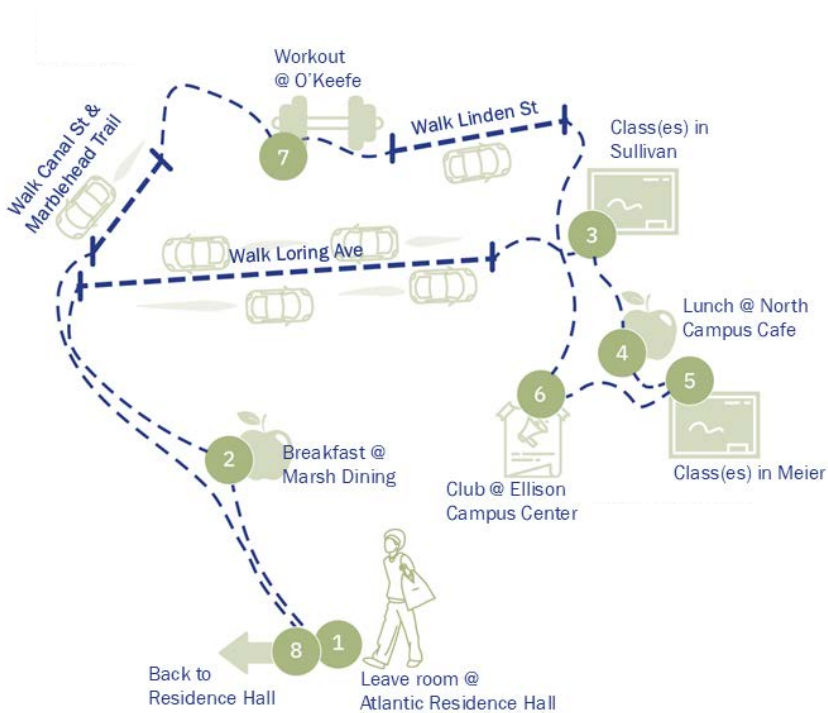 Workout
@ O'Keefe
7
Walk Linden St
Class(es) in
Sullivan
3
Walk Canal St &
Marblehead Trail
Walk Loring Ave
Lunch @ North
Campus Cafe
4
5
6
Class(es) in Meier
Club @ Ellison
Campus Center
2
Breakfast @
Marsh Dining
8
1
Back to
Residence Hall
Leave room @
Atlantic Residence Hall